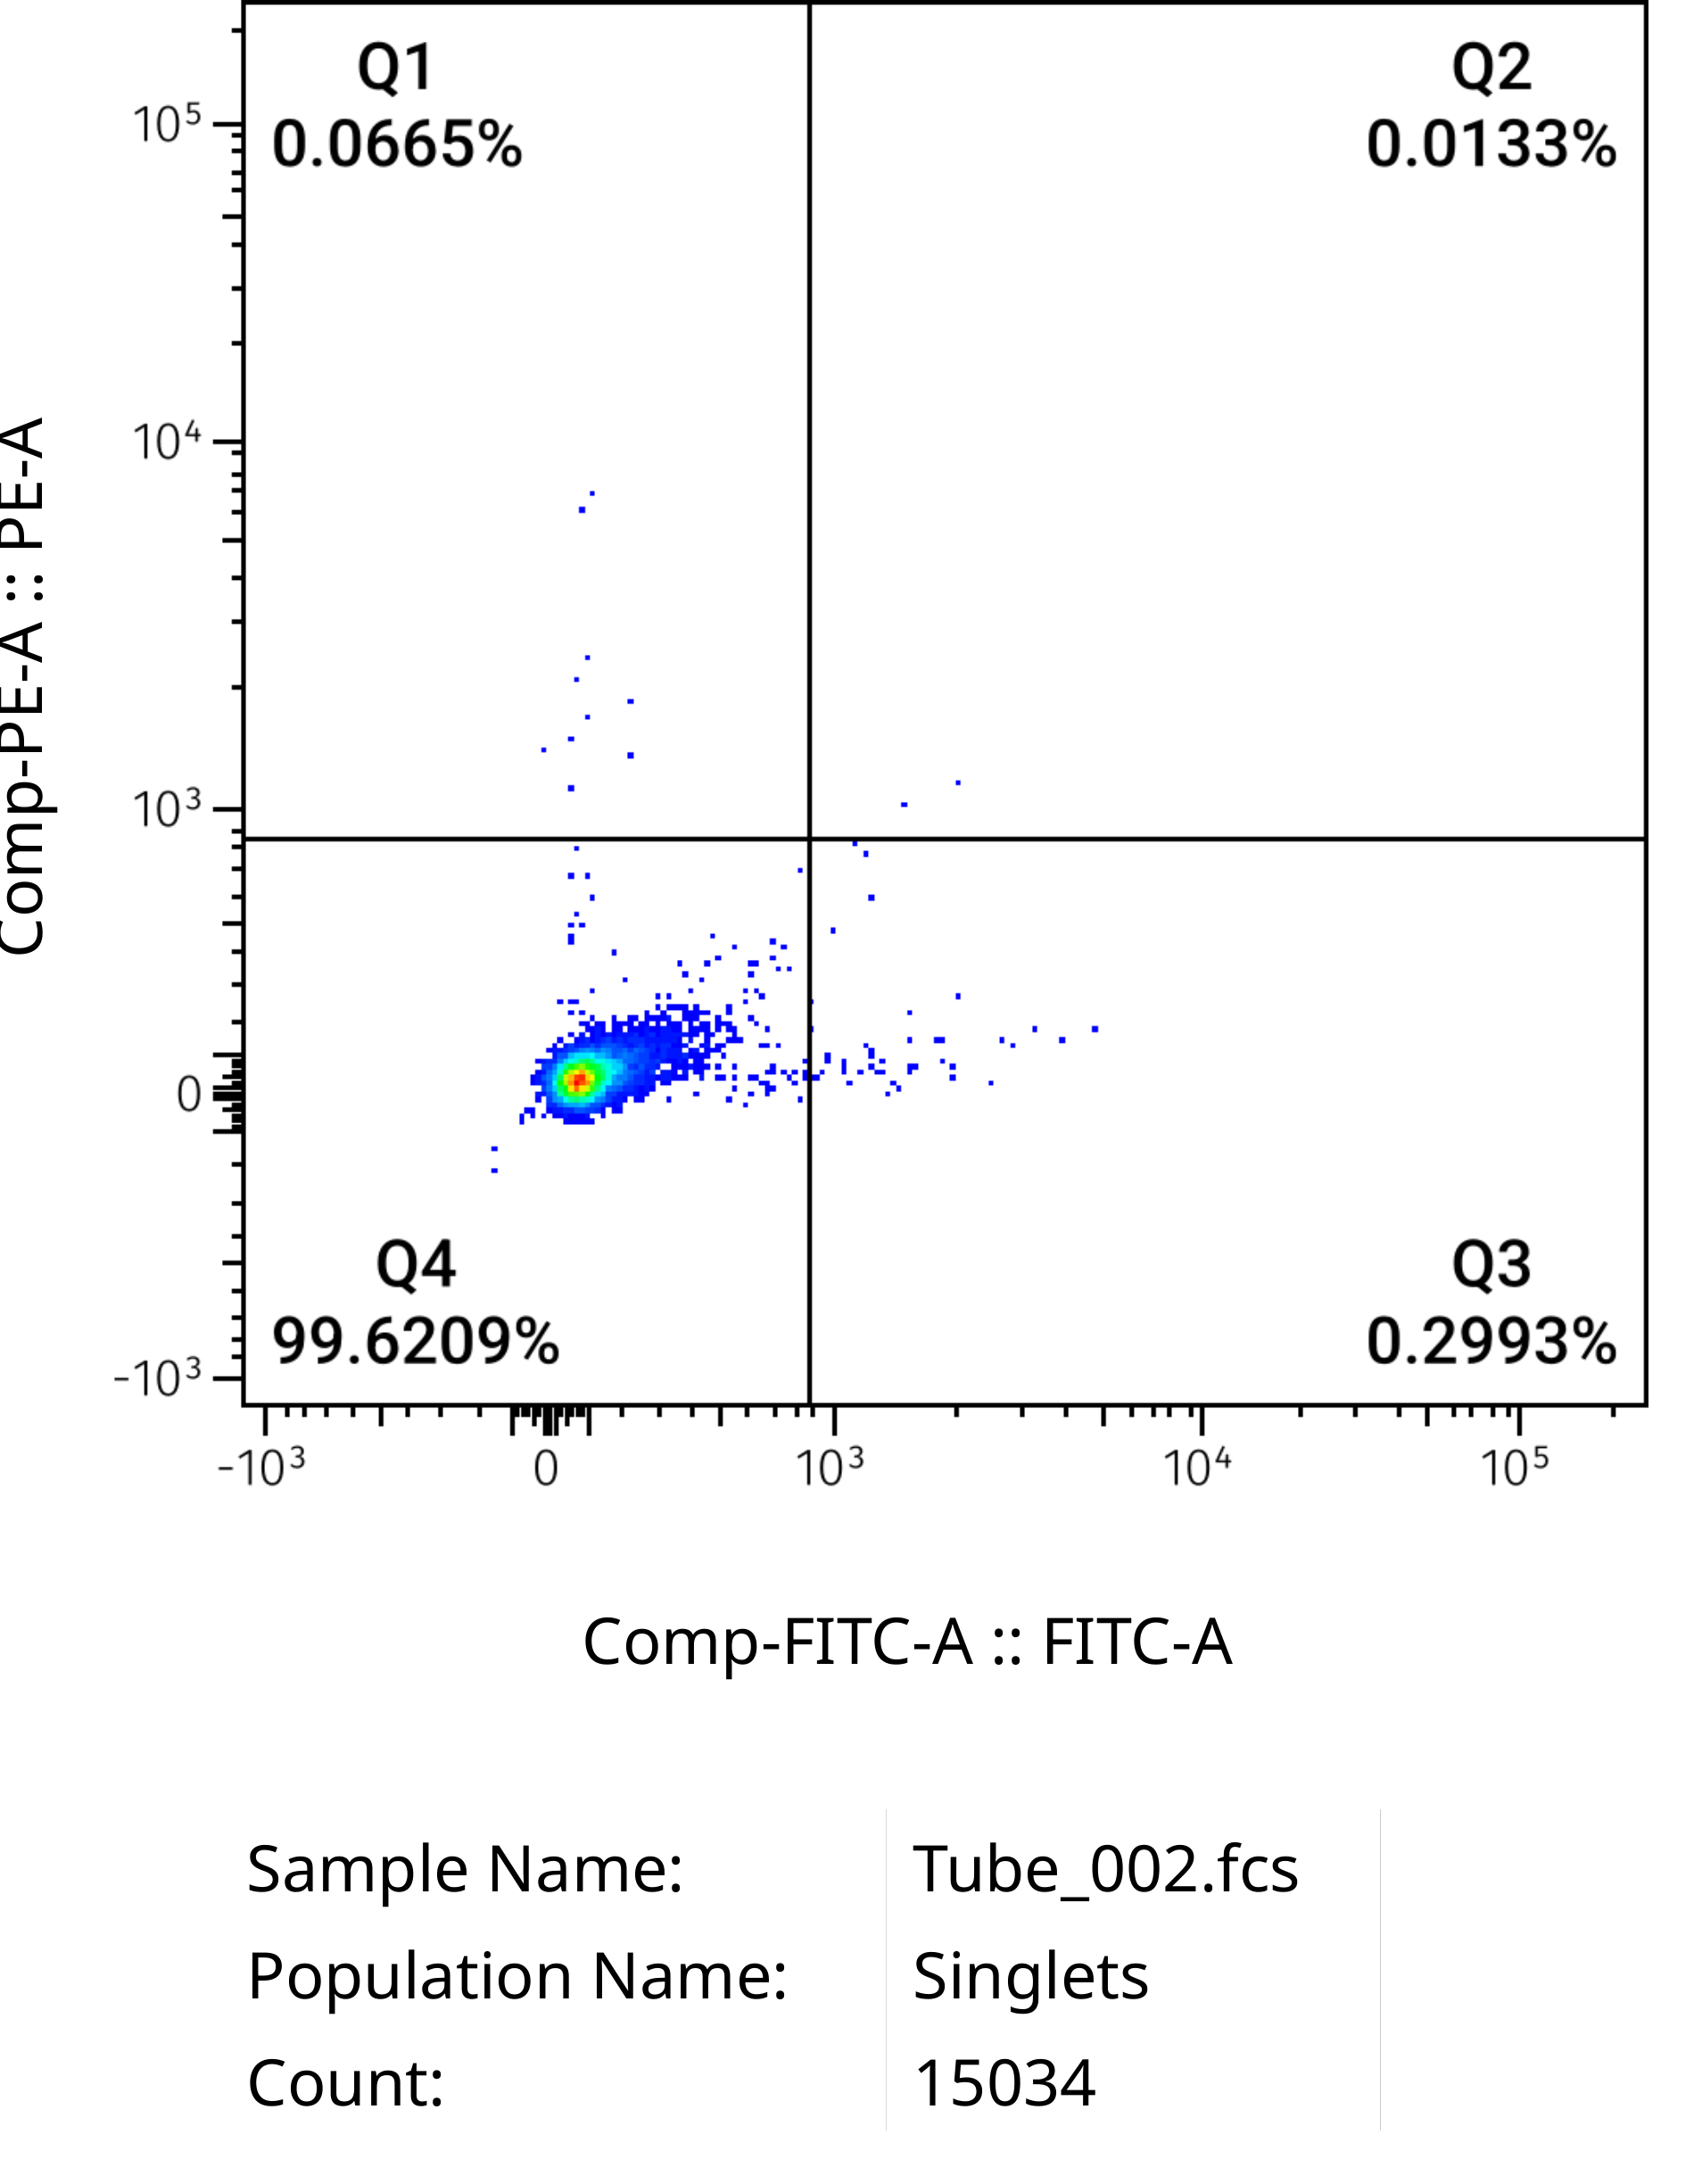 Q1
0.0665%
Q2
0.0133%
10⁵
10⁴
10³
0
-10³
Comp-PE-A :: PE-A
Q4
99.6209%
Q3
0.2993%
-10³
0
10³
10⁴
10⁵
Comp-FITC-A :: FITC-A
Sample Name: Tube_002.fcs
Population Name: Singlets
Count: 15034